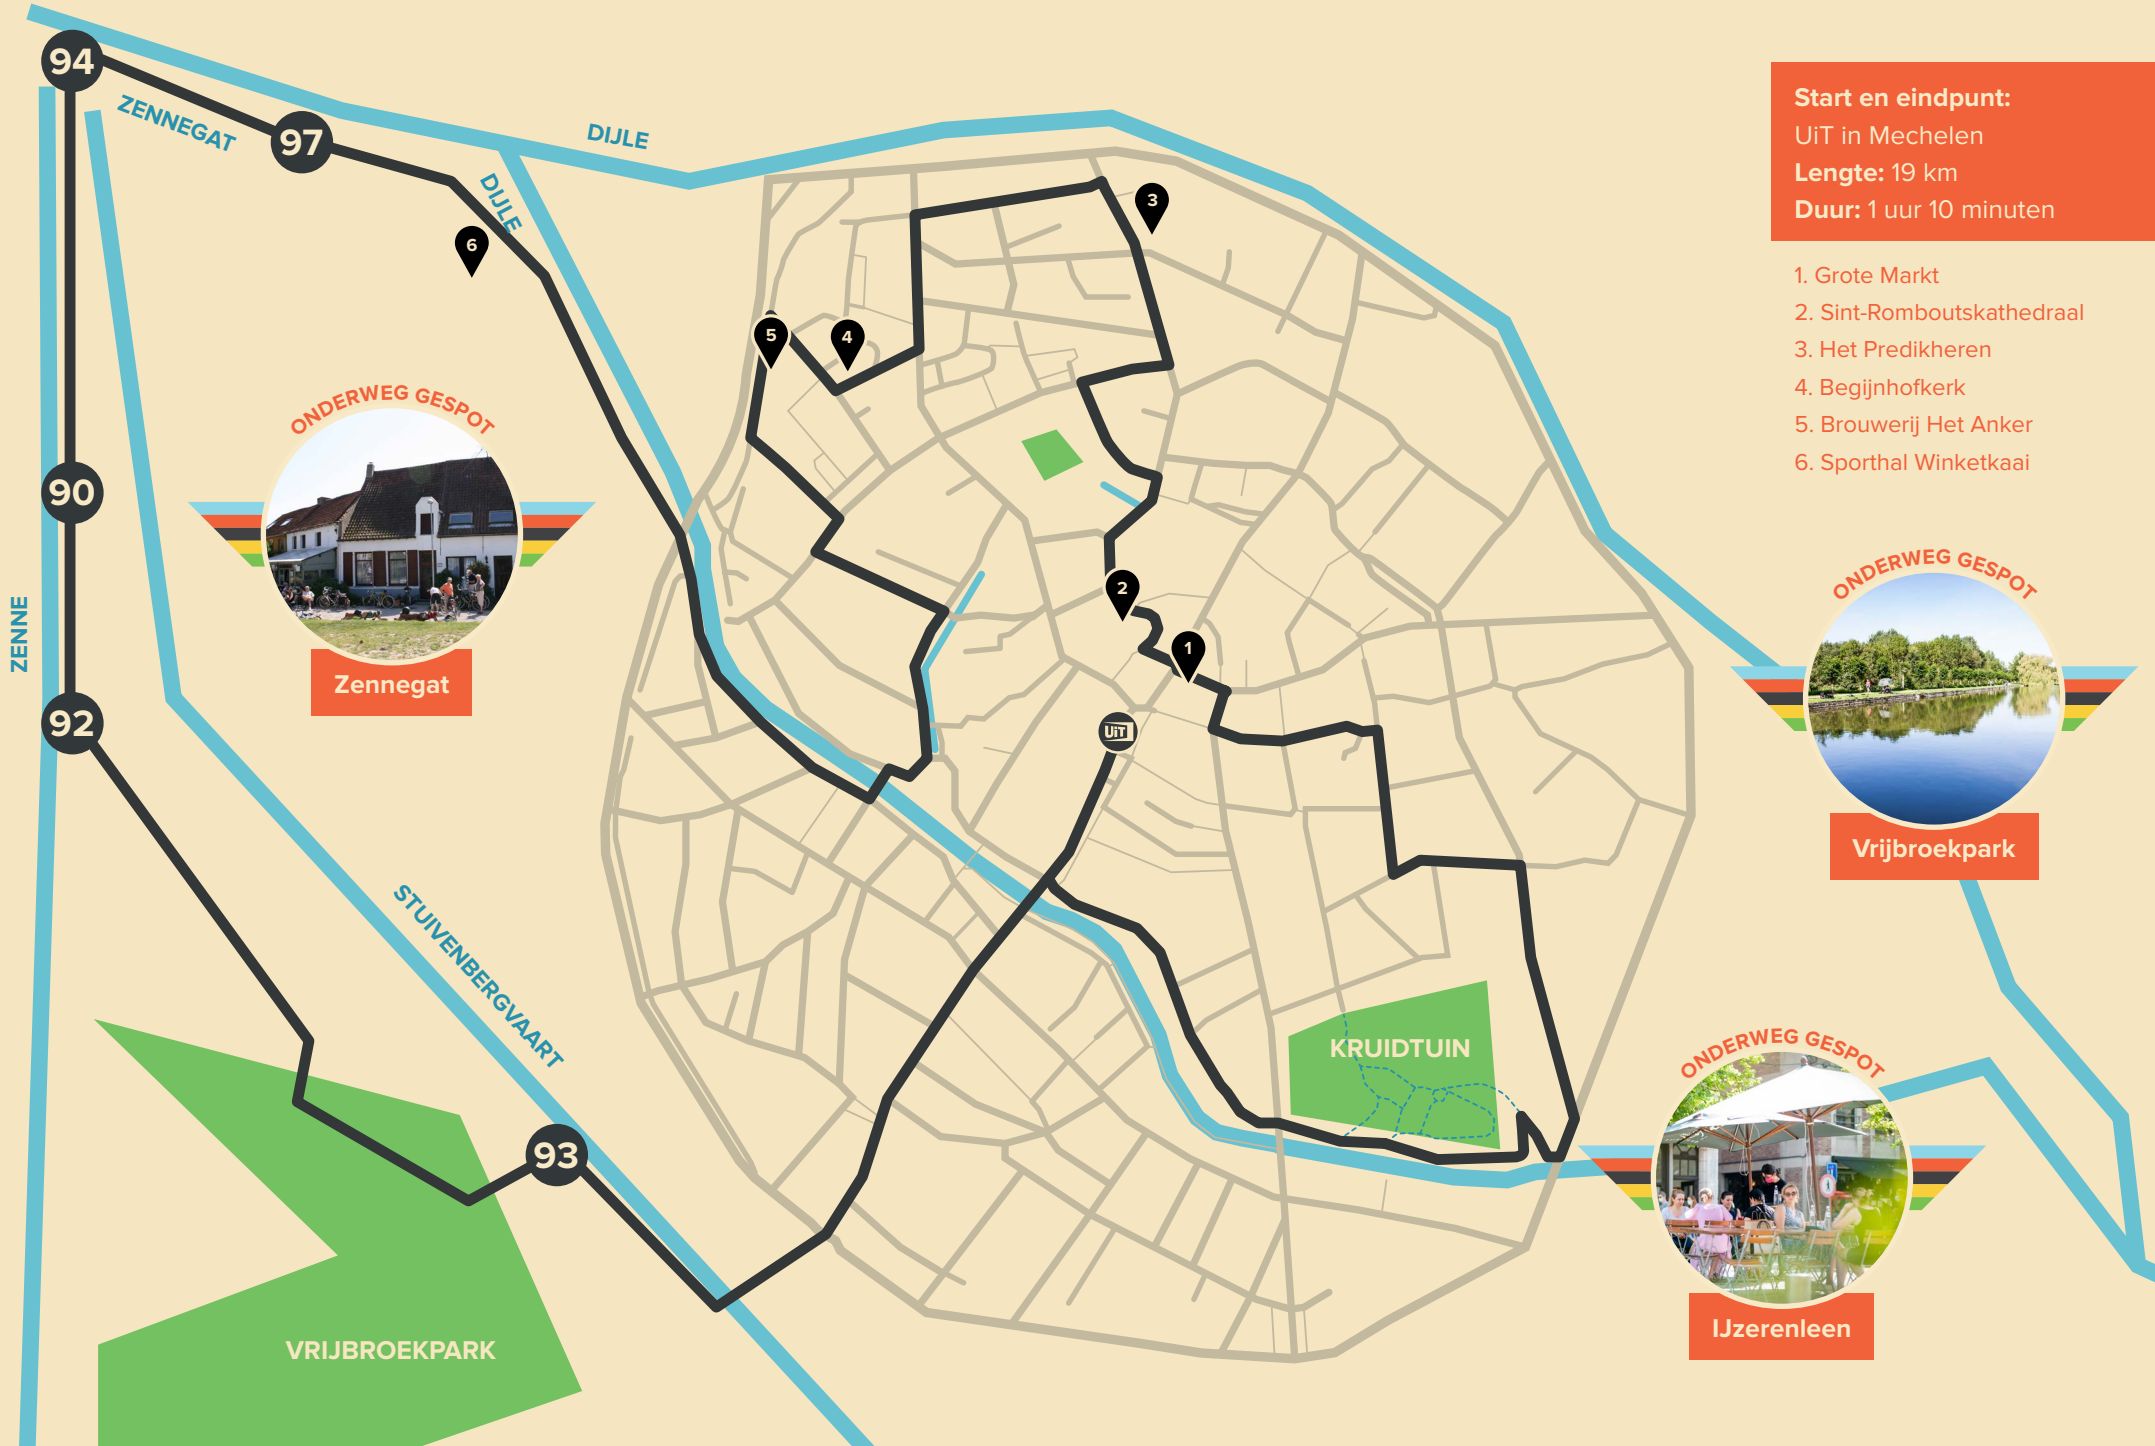 94
ZENNEGAT
97
DIJLE
DIJLE
6
3
5
4
ONDERWEG GESPOT
Zennegat
90
ZENNE
92
2
1
UiT
STUIVENBERGVAART
93
VRIJBROEKPARK
KRUIDTUIN
Start en eindpunt:
UiT in Mechelen
Lengte: 19 km
Duur: 1 uur 10 minuten
1. Grote Markt
2. Sint-Romboutskathedraal
3. Het Predikheren
4. Begijnhofkerk
5. Brouwerij Het Anker
6. Sporthal Winketkaai
ONDERWEG GESPOT
Vrijbroekpark
ONDERWEG GESPOT
IJzerenleen